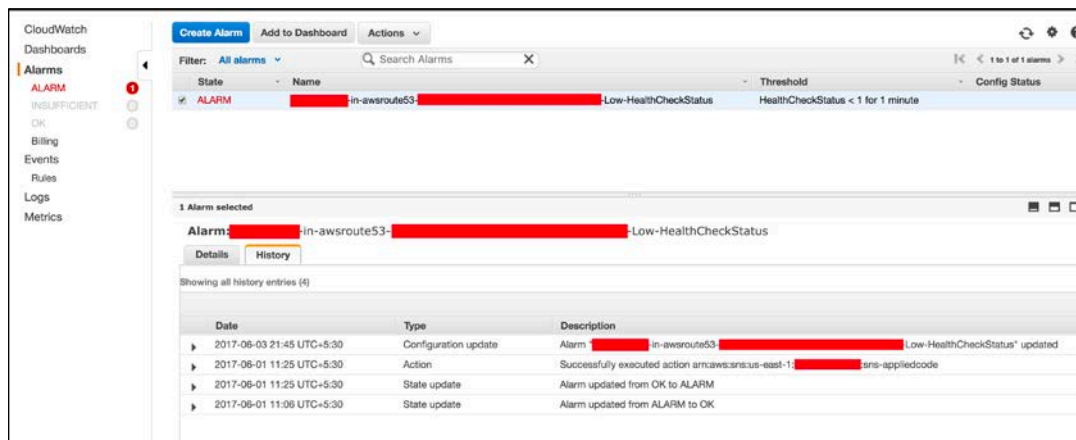 CloudWatch
Dashboards
Alarms
ALARM 1
INSUFFICIENT 0
OK 0
Billing
Events
Rules
Logs
Metrics
Create Alarm Add to Dashboard Actions
Filter: All alarms Search Alarms X 1 to 1 of 1 alarms
State Name Threshold Config Status
ALARM -in-awsroute53- -Low-HealthCheckStatus HealthCheckStatus < 1 for 1 minute
1 Alarm selected
Alarm: -in-awsroute53- -Low-HealthCheckStatus
Details History
Showing all history entries (4)
Date Type Description
2017-06-03 21:45 UTC+5:30 Configuration update Alarm " -in-awsroute53- Low-HealthCheckStatus" updated
2017-06-01 11:25 UTC+5:30 Action Successfully executed action arn:aws:sns:us-east-1: :sns-appliedcode
2017-06-01 11:25 UTC+5:30 State update Alarm updated from OK to ALARM
2017-06-01 11:06 UTC+5:30 State update Alarm updated from ALARM to OK